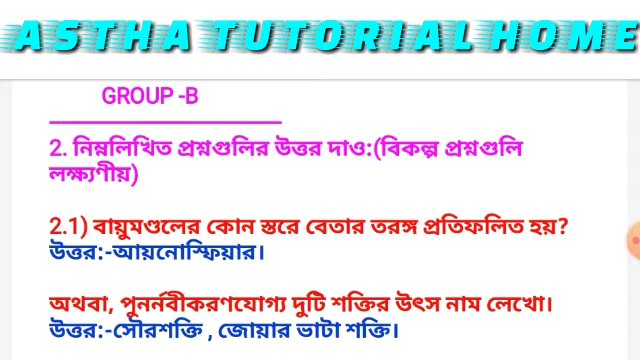 ASTHA TUTORIAL HOME
GROUP -B
2. নিম্নলিখিত প্রশ্নগুলির উত্তর দাও:(বিকল্প প্রশ্নগুলি
লক্ষ্যণীয়)
2.1) বায়ুমণ্ডলের কোন স্তরে বেতার তরঙ্গ প্রতিফলিত হয়?
উত্তর:-আয়নোস্ফিয়ার।
অথবা, পুনর্নবীকরণযোগ্য দুটি শক্তির উৎস নাম লেখো।
উত্তর:-সৌরশক্তি , জোয়ার ভাটা শক্তি।